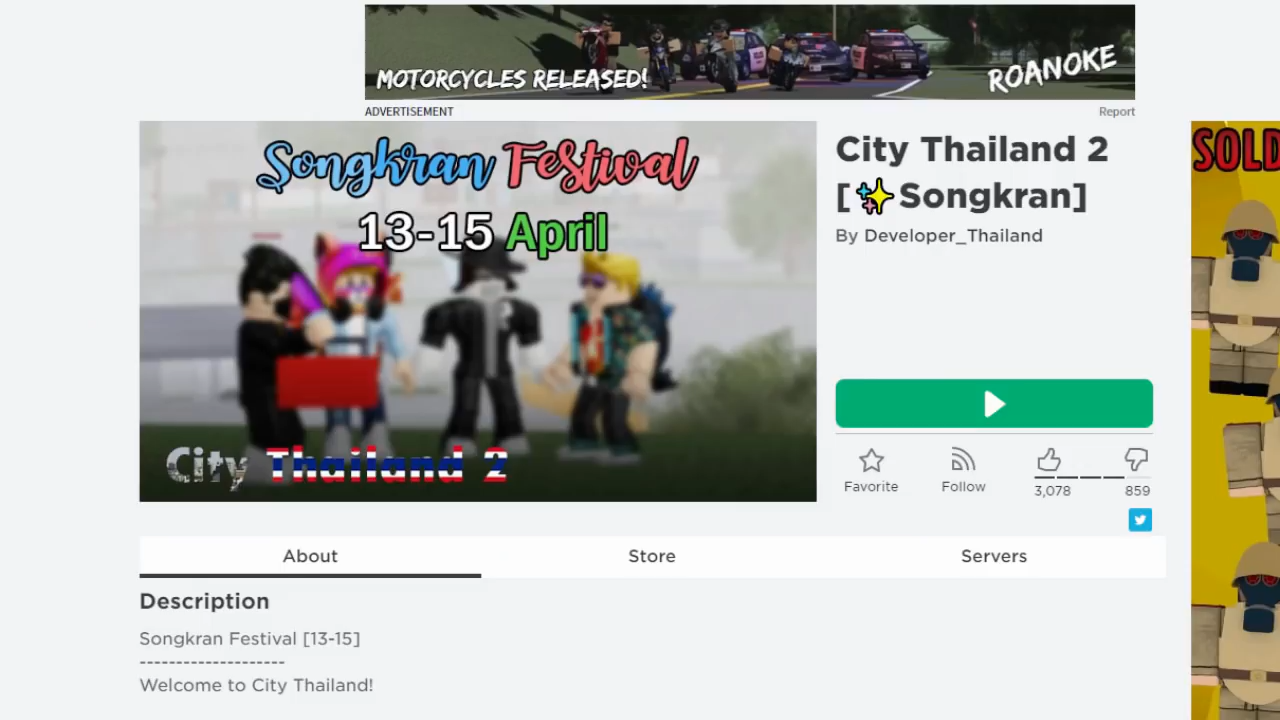 MOTORCYCLES RELEASED!
ROANOKE
ADVERTISEMENT
Report
Songkran Festival
13-15 April
City Thailand 2
City Thailand 2
[✨Songkran]
By Developer_Thailand
Favorite
Follow
3,078
859
About
Store
Servers
Description
Songkran Festival [13-15]
--------------------
Welcome to City Thailand!
SOLD